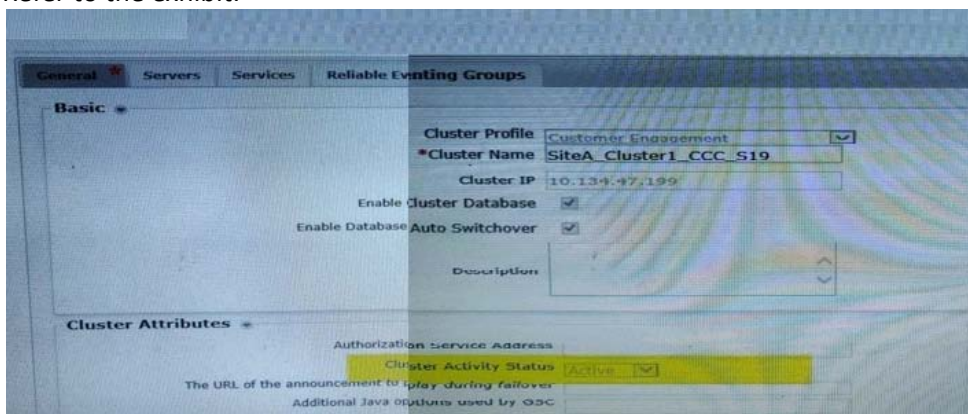 Refer to the exhibit.
General * Servers Services Reliable Eventing Groups
Basic
Cluster Profile Customer Engagement
*Cluster Name SiteA_Cluster1_CCC_S19
Cluster IP 10.134.47.199
Enable Cluster Database
Enable Database Auto Switchover
Description
Cluster Attributes
Authorization Service Address
Cluster Activity Status Active
The URL of the announcement to play during failover
Additional Java options used by